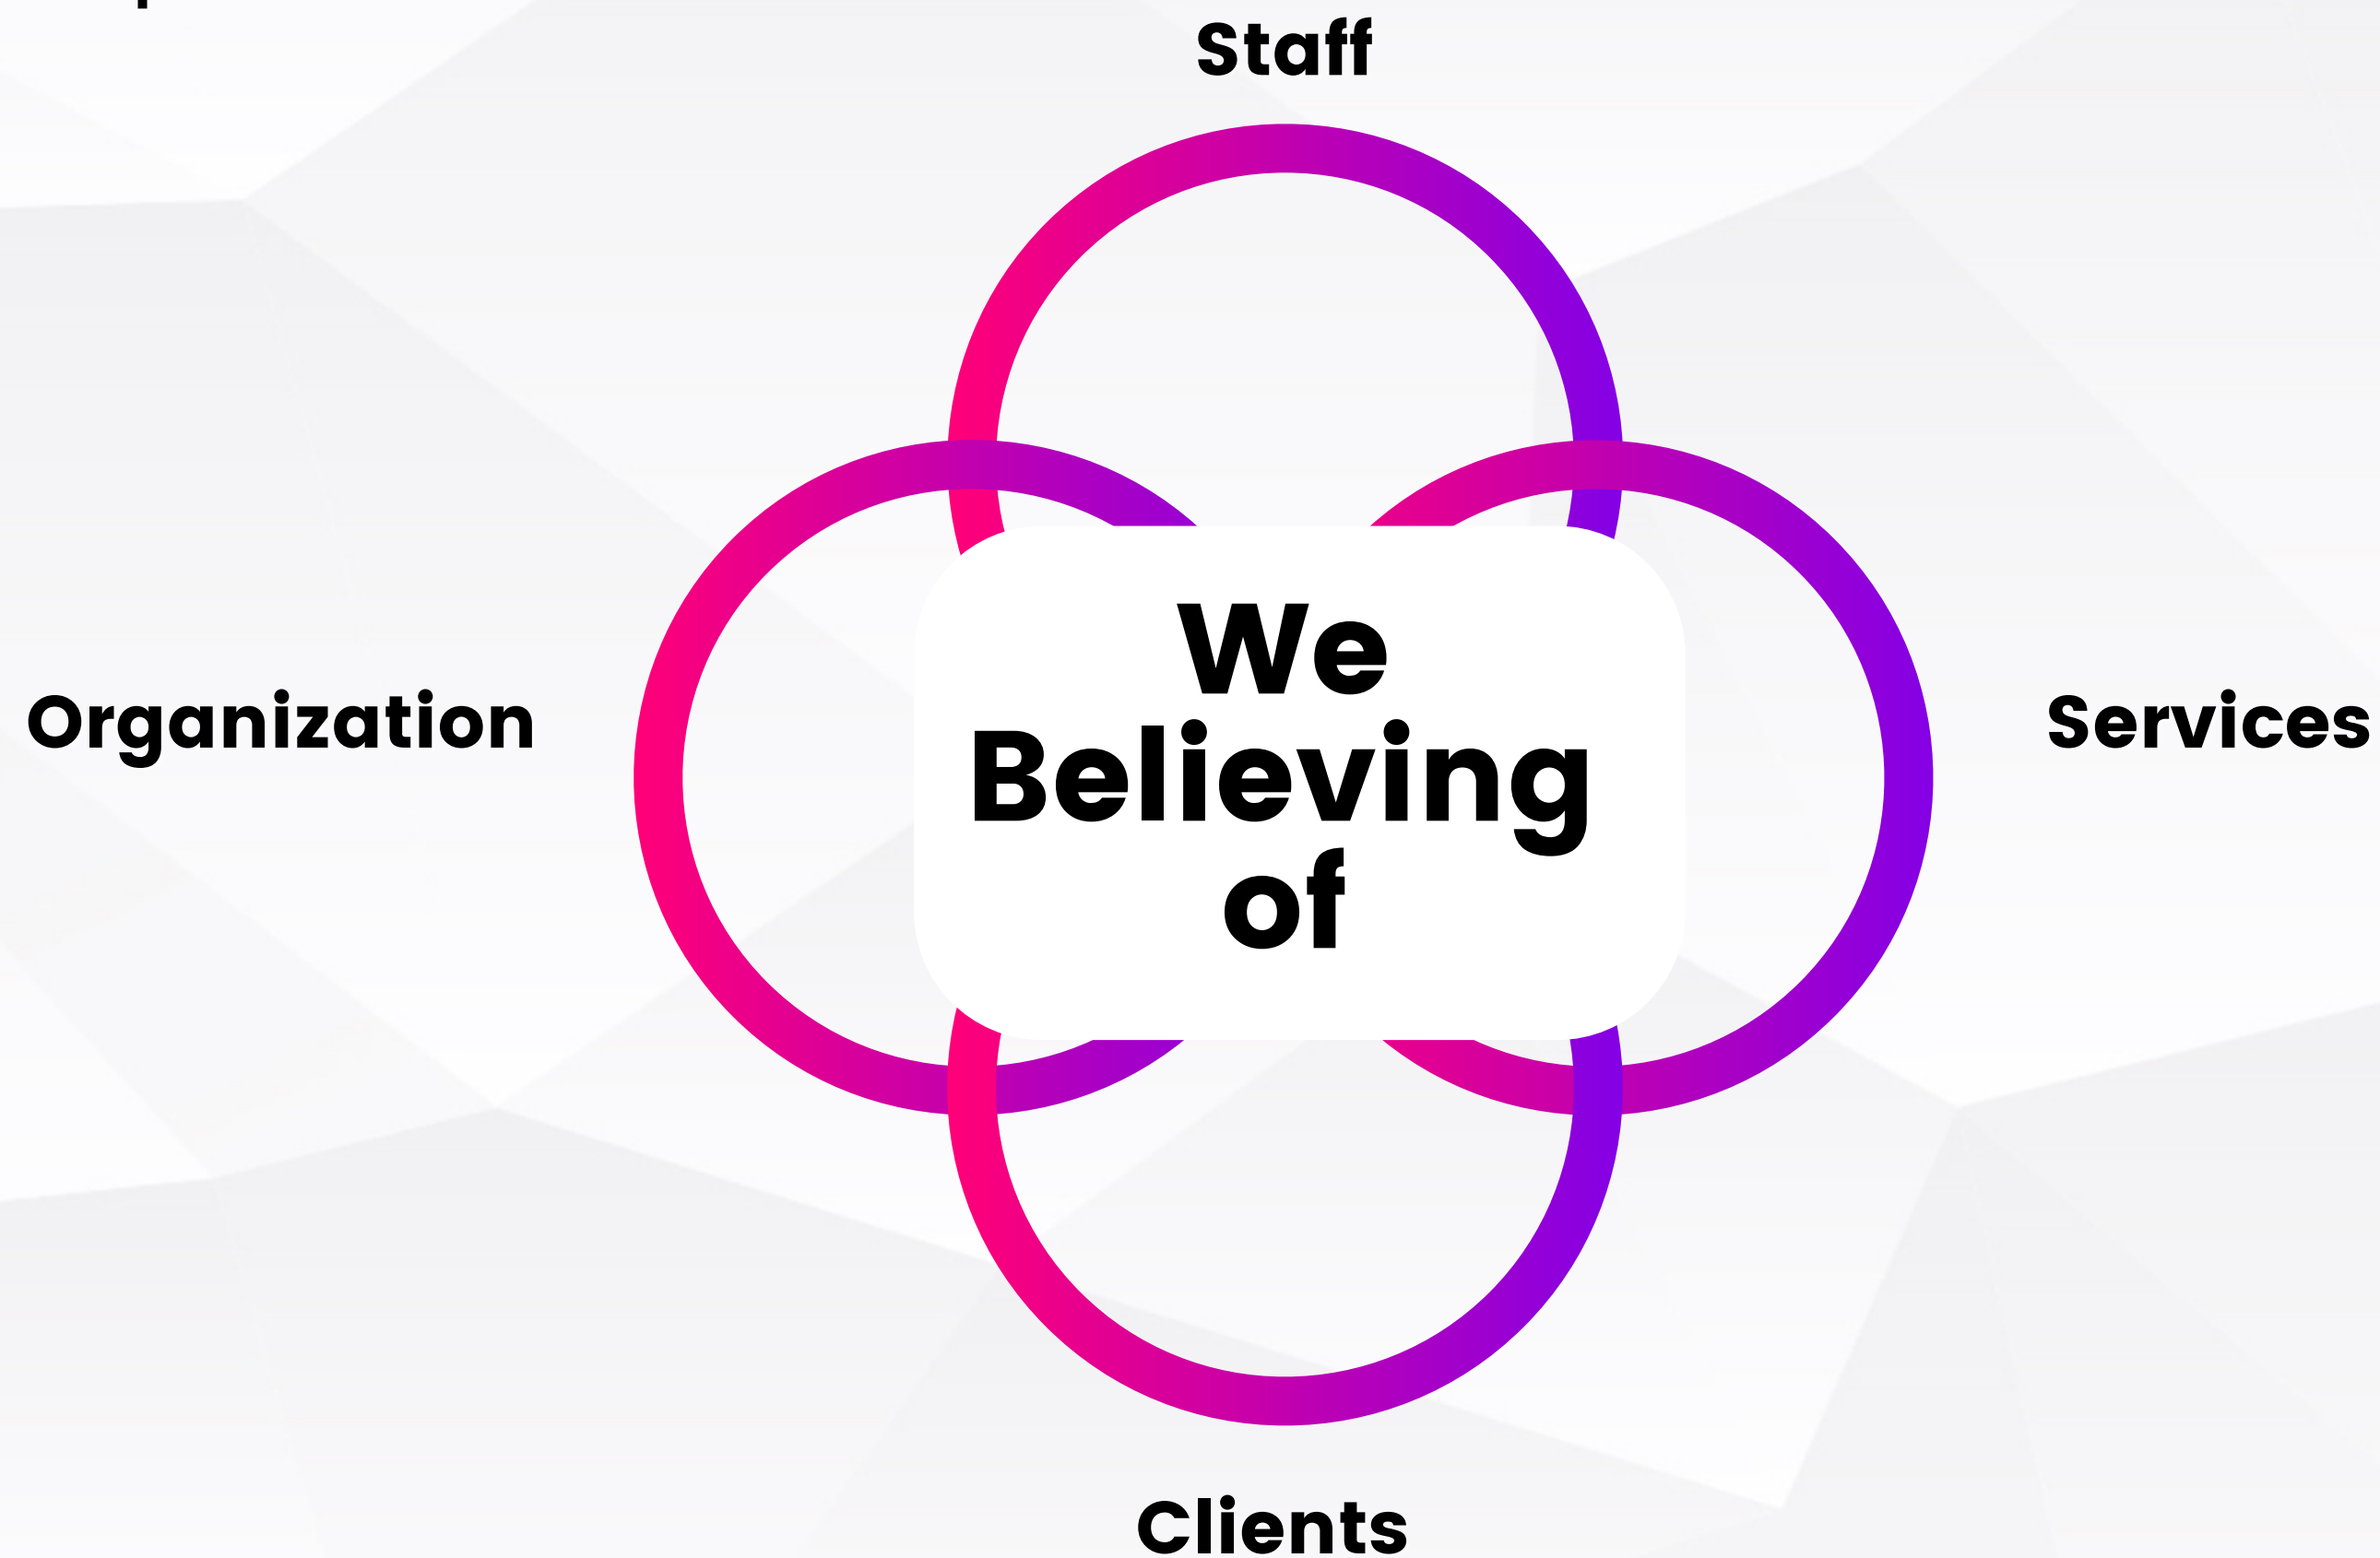 Staff
Organization
We
Believing
of
Services
Clients